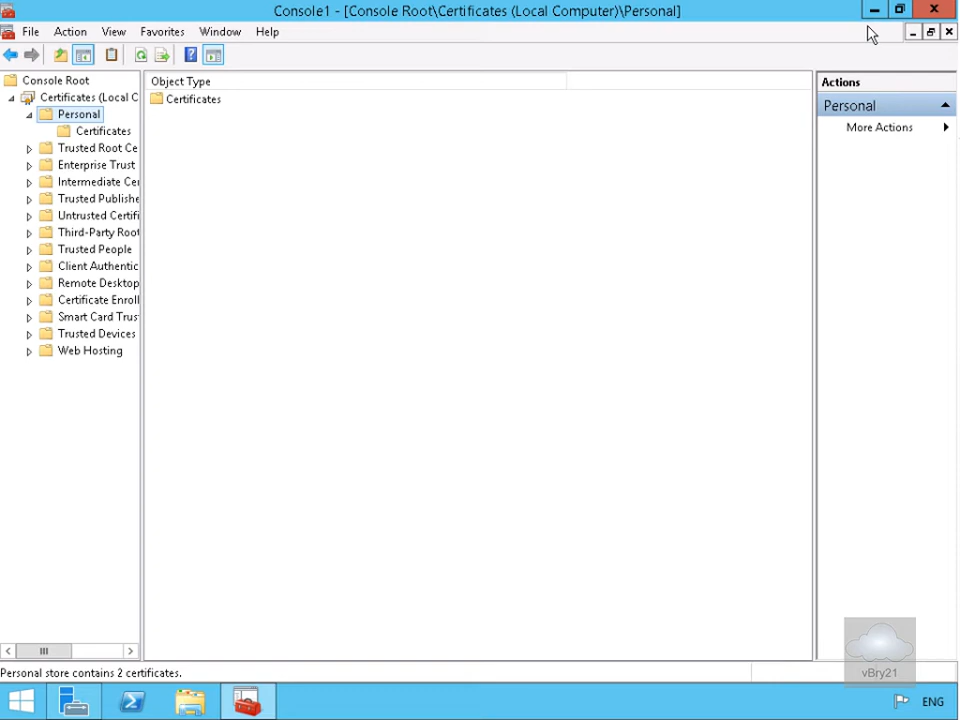 Console1 - [Console Root\Certificates (Local Computer)\Personal]
File Action View Favorites Window Help
Console Root
Certificates (Local C
Personal
Certificates
Trusted Root Ce
Enterprise Trust
Intermediate Cer
Trusted Publishe
Untrusted Certifi
Third-Party Root
Trusted People
Client Authentic
Remote Desktop
Certificate Enroll
Smart Card Trus
Trusted Devices
Web Hosting
Object Type
Certificates
Actions
Personal
More Actions
Personal store contains 2 certificates.
vBry21
ENG